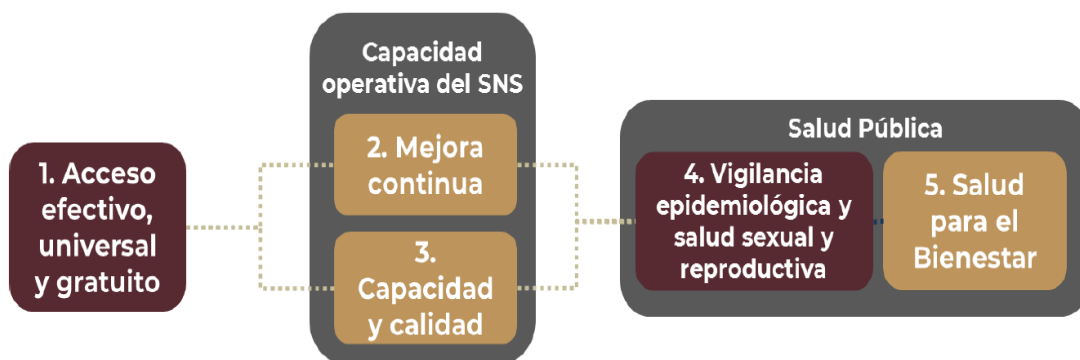 1. Acceso
efectivo,
universal
y gratuito
Capacidad
operativa del SNS
2. Mejora
continua
3.
Capacidad
y calidad
Salud Pública
4. Vigilancia
epidemiológica y
salud sexual y
reproductiva
5. Salud
para el
Bienestar